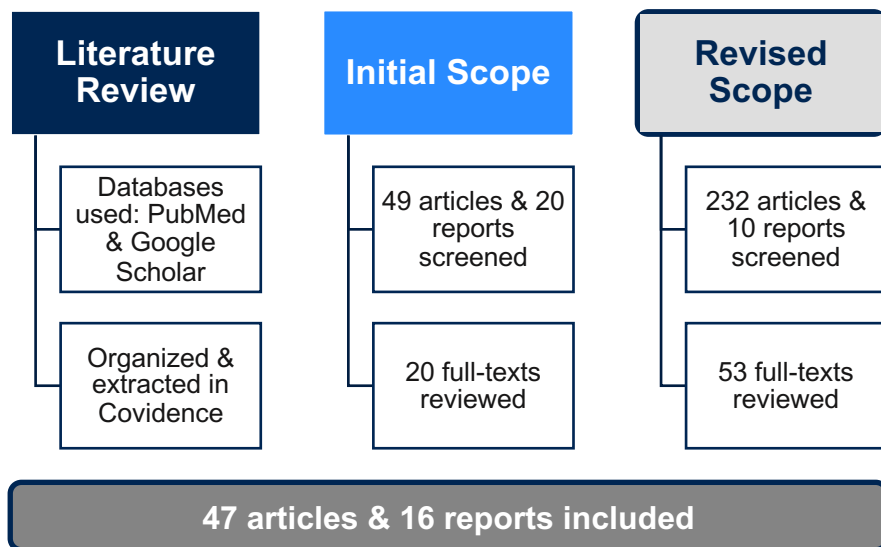 Literature
Review
Databases
used: PubMed
& Google
Scholar
Organized &
extracted in
Covidence
Initial Scope
49 articles & 20
reports
screened
20 full-texts
reviewed
Revised
Scope
232 articles &
10 reports
screened
53 full-texts
reviewed
47 articles & 16 reports included